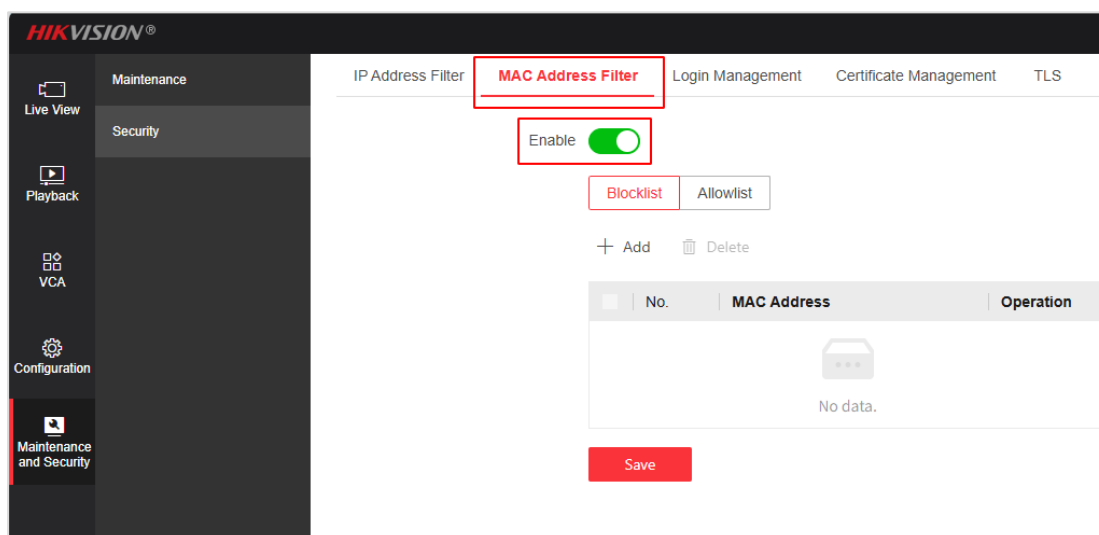 HIKVISION®
Live View
Playback
VCA
Configuration
Maintenance
and Security
Maintenance
Security
IP Address Filter MAC Address Filter Login Management Certificate Management TLS
Enable
Blocklist Allowlist
Add Delete
No. MAC Address Operation
No data.
Save